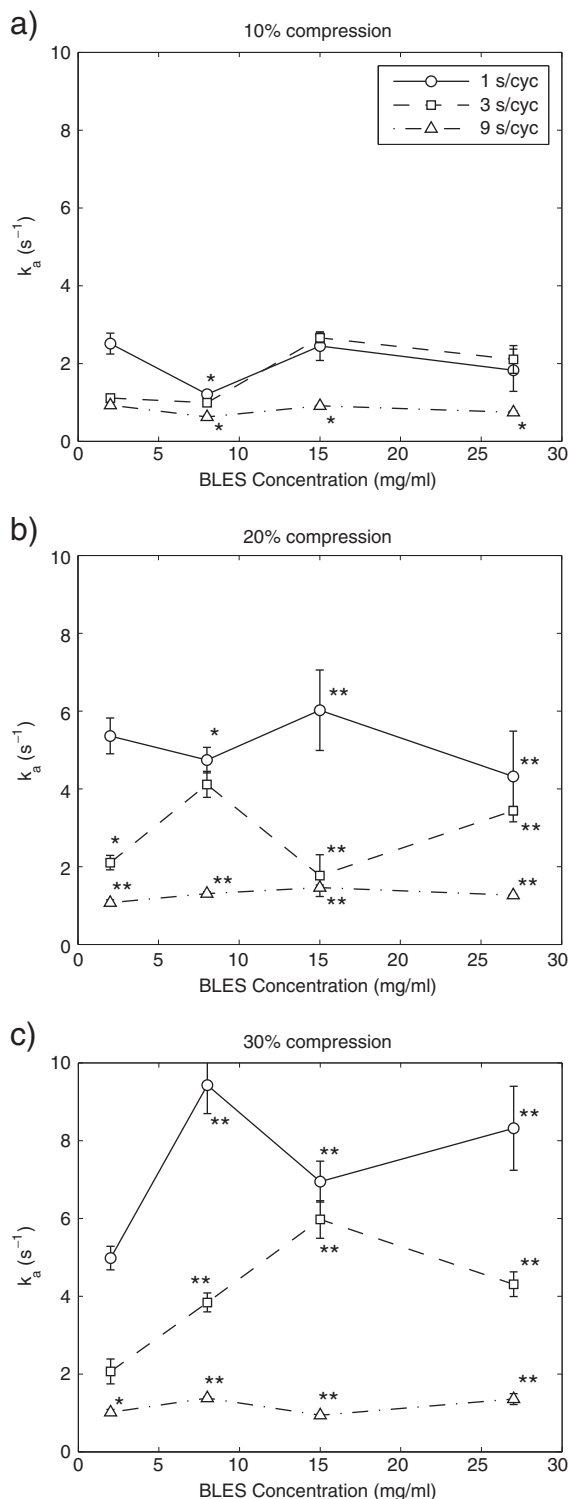 a)
10% compression
10
8
6
4
2
0
k_a (s⁻¹)
1 s/cyc
3 s/cyc
9 s/cyc
*
*
*
*
0 5 10 15 20 25 30
BLES Concentration (mg/ml)
b)
20% compression
10
8
6
4
2
0
k_a (s⁻¹)
**
*
**
**
*
**
**
**
**
**
0 5 10 15 20 25 30
BLES Concentration (mg/ml)
c)
30% compression
10
8
6
4
2
0
k_a (s⁻¹)
**
**
**
**
**
**
**
**
**
*
0 5 10 15 20 25 30
BLES Concentration (mg/ml)